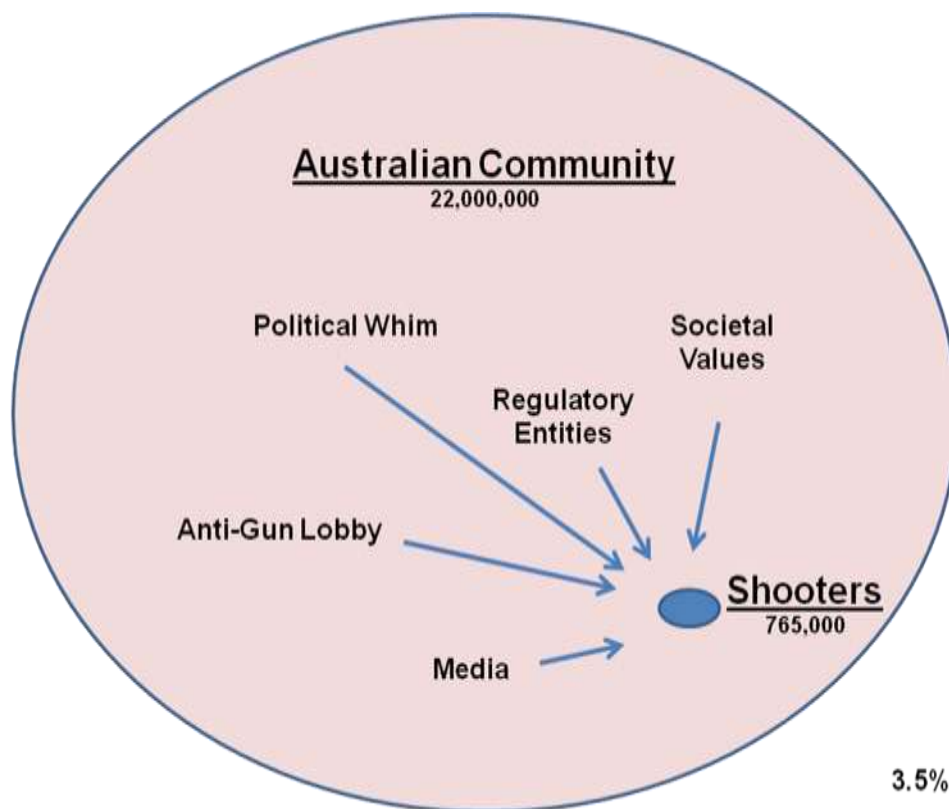 Australian Community
22,000,000
Political Whim
Societal
Values
Regulatory
Entities
Anti-Gun Lobby
Shooters
765,000
Media
3.5%